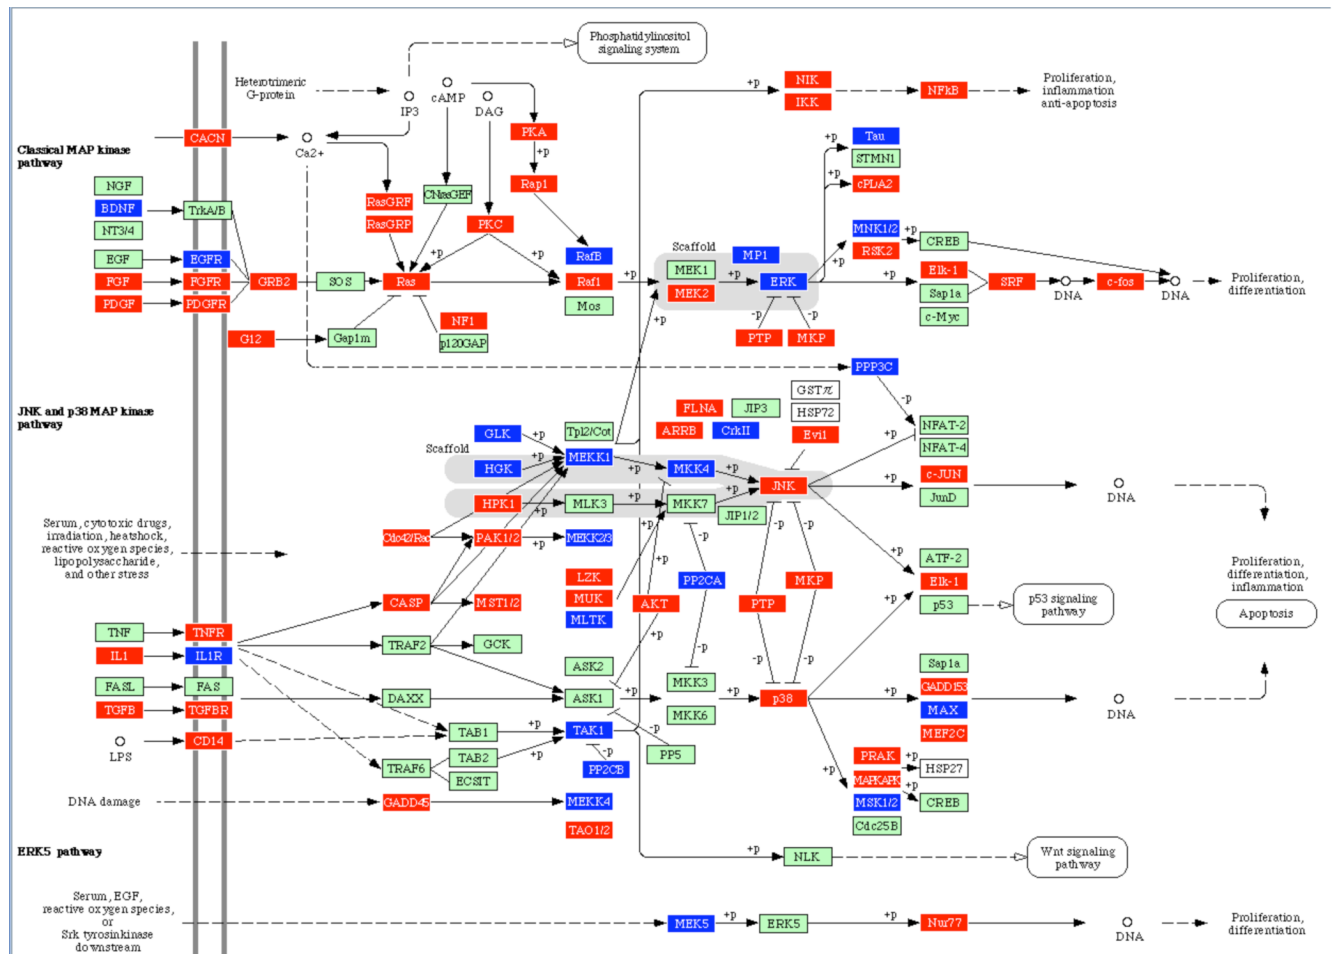 Phosphatidylinositol
signaling system
Heterotrimeric
G-protein
IP3
cAMP
DAG
+p
NIK
IKK
NFkB
Proliferation,
inflammation
anti-apoptosis
CACN
Ca2+
PKA
+p
Rap1
Classical MAP kinase
pathway
NGF
BDNF
NT3/4
TrkA/B
RasGRF
RasGRP
CNrasGEF
PKC
+p
+p
+p
Tau
STMN1
+p
cPLA2
EGF
EGFR
FGF
FGFR
PDGF
PDGFR
GRB2
SOS
Ras
RafB
Raf1
Mos
+p
Scaffold
MP1
MEK1
MEK2
+p
ERK
+p
MNK1/2
RSK2
+p
CREB
+p
Elk-1
Sap1a
c-Myc
SRF
DNA
c-fos
DNA
Proliferation,
differentiation
G12
Gap1m
NF1
p120GAP
+p
-p
-p
PTP
MKP
PPP3C
-p
JNK and p38 MAP kinase
pathway
GLK
+p
Tpl2/Cot
FLNA
JIP3
ARRB
CrkII
GSTπ
HSP72
Evi1
+p
NFAT-2
NFAT-4
Scaffold
HGK
+p
MEKK1
+p
MKK4
+p
JNK
+p
c-JUN
JunD
DNA
HPK1
+p
MLK3
+p
MKK7
+p
JIP1/2
Serum, cytotoxic drugs,
irradiation, heatshock,
reactive oxygen species,
lipopolysaccharide,
and other stress
Cdc42/Rac
PAK1/2
+p
MEKK2/3
+p
+p
ATF-2
Elk-1
p53
p53 signaling
pathway
Proliferation,
differentiation,
inflammation
Apoptosis
LZK
MUK
MLTK
PP2CA
AKT
PTP
MKP
CASP
MST1/2
+p
+p
TNF
TNFR
IL1
IL1R
FASL
FAS
TGFB
TGFBR
LPS
CD14
TRAF2
GCK
DAXX
ASK2
ASK1
+p
-p
MKK3
MKK6
+p
-p
-p
p38
+p
Sap1a
GADD153
MAX
MEF2C
DNA
TAB1
+p
TAK1
-p
PP5
TRAF6
TAB2
ECSIT
+p
-p
PP2CB
+p
PRAK
MAPKAPK
MSK1/2
Cdc25B
+p
HSP27
+p
CREB
DNA damage
GADD45
MEKK4
TAO1/2
ERK5 pathway
+p
NLK
Wnt signaling
pathway
Serum, EGF,
reactive oxygen species,
or
Srk tyrosinkinase
downstream
MEK5
+p
ERK5
+p
Nur77
DNA
Proliferation,
differentiation